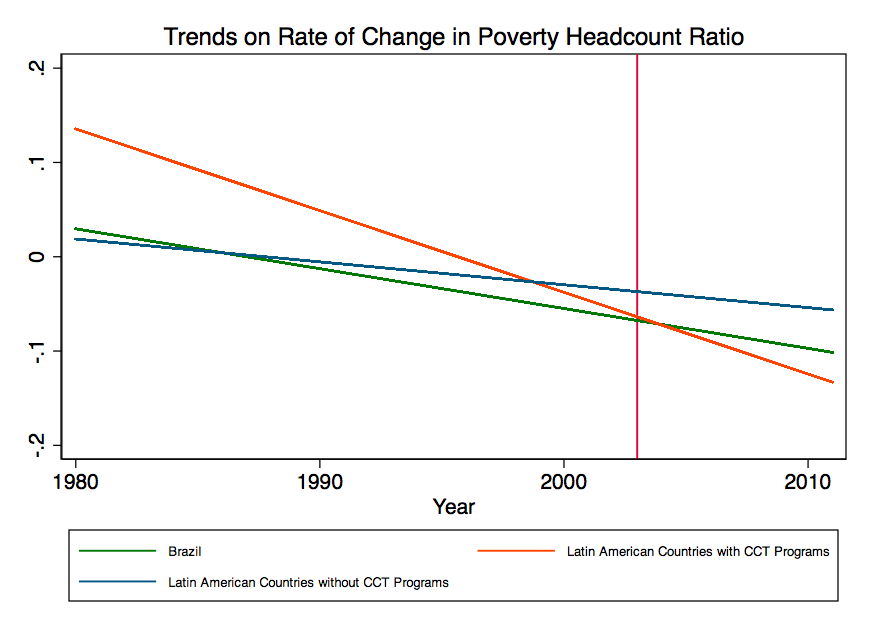 Trends on Rate of Change in Poverty Headcount Ratio
.2
.1
0
-.1
-.2
1980 1990 2000 2010
Year
Brazil Latin American Countries with CCT Programs
Latin American Countries without CCT Programs